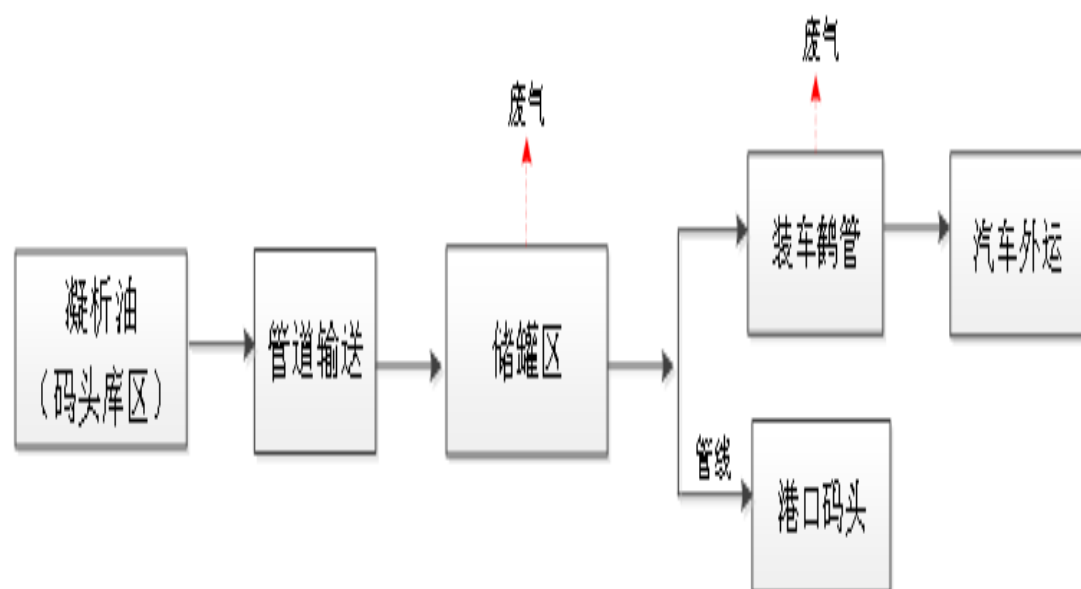 废气
废气
凝析油
（码头库区）
管道输送
储罐区
装车鹤管
汽车外运
管线
港口码头